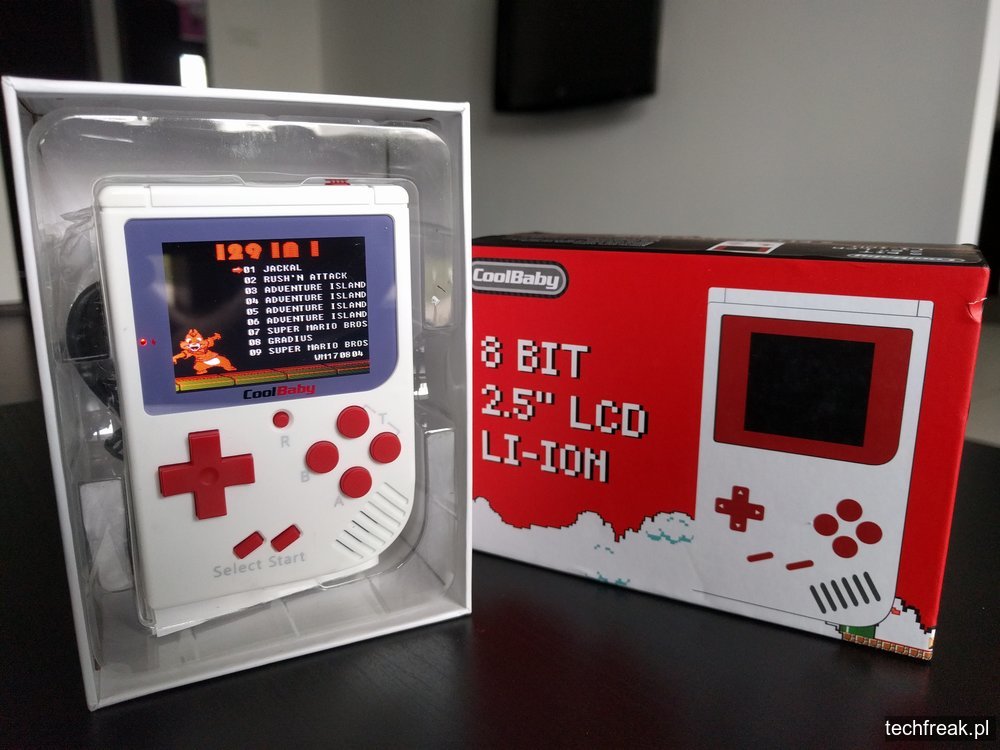 129 IN 1
01 JACKAL
02 RUSH'N ATTACK
03 ADVENTURE ISLAND
04 ADVENTURE ISLAND
05 ADVENTURE ISLAND
06 ADVENTURE ISLAND
07 SUPER MARIO BROS
08 GRADIUS
09 SUPER MARIO BROS
WM170804
CoolBaby
R
T
B
A
Select Start
CoolBaby
8 BIT
2.5" LCD
LI-ION
CoolBaby
techfreak.pl